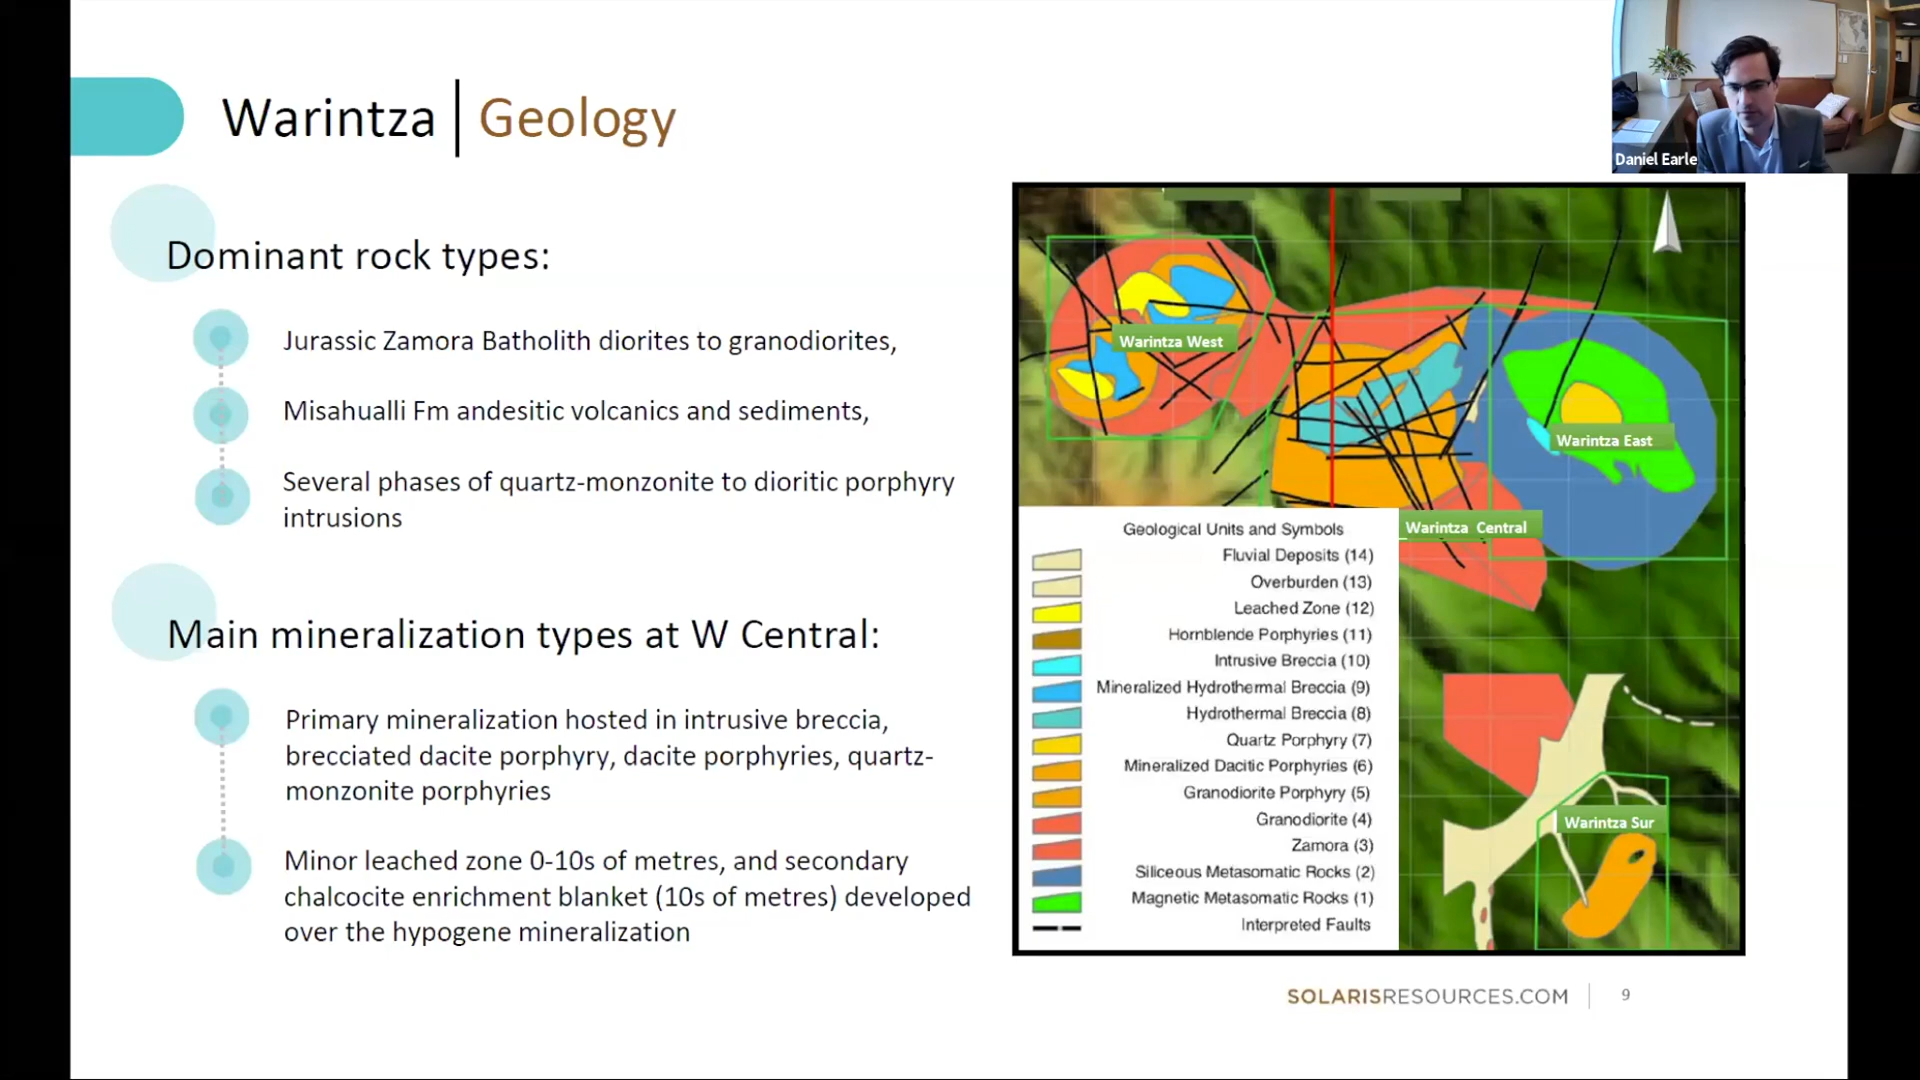 Daniel Earle
Warintza | Geology
Dominant rock types:
Jurassic Zamora Batholith diorites to granodiorites,
Misahualli Fm andesitic volcanics and sediments,
Several phases of quartz-monzonite to dioritic porphyry
intrusions
Main mineralization types at W Central:
Primary mineralization hosted in intrusive breccia,
brecciated dacite porphyry, dacite porphyries, quartz-
monzonite porphyries
Minor leached zone 0-10s of metres, and secondary
chalcocite enrichment blanket (10s of metres) developed
over the hypogene mineralization
Warintza West
Warintza East
Warintza Central
Warintza Sur
Geological Units and Symbols
Fluvial Deposits (14)
Overburden (13)
Leached Zone (12)
Hornblende Porphyries (11)
Intrusive Breccia (10)
Mineralized Hydrothermal Breccia (9)
Hydrothermal Breccia (8)
Quartz Porphyry (7)
Mineralized Dacitic Porphyries (6)
Granodiorite Porphyry (5)
Granodiorite (4)
Zamora (3)
Siliceous Metasomatic Rocks (2)
Magnetic Metasomatic Rocks (1)
Interpreted Faults
SOLARISRESOURCES.COM | 9